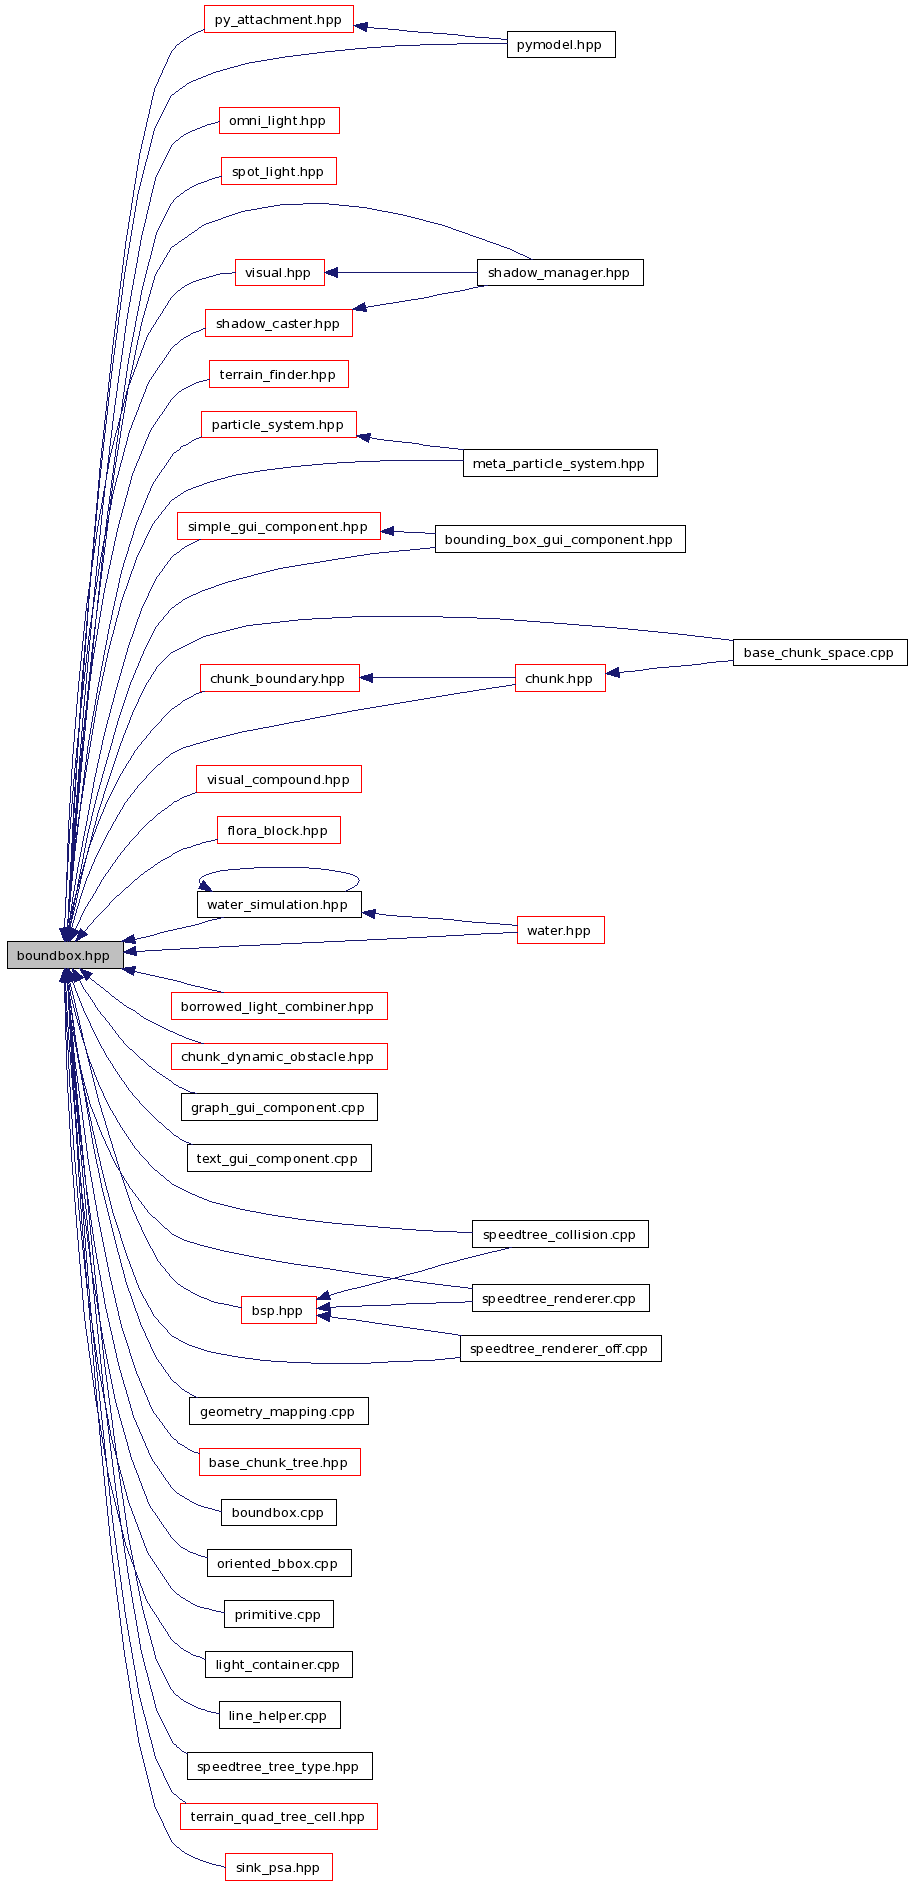 py_attachment.hpp
pymodel.hpp
omni_light.hpp
spot_light.hpp
visual.hpp
shadow_manager.hpp
shadow_caster.hpp
terrain_finder.hpp
particle_system.hpp
meta_particle_system.hpp
simple_gui_component.hpp
bounding_box_gui_component.hpp
base_chunk_space.cpp
chunk_boundary.hpp
chunk.hpp
visual_compound.hpp
flora_block.hpp
water_simulation.hpp
water.hpp
boundbox.hpp
borrowed_light_combiner.hpp
chunk_dynamic_obstacle.hpp
graph_gui_component.cpp
text_gui_component.cpp
speedtree_collision.cpp
speedtree_renderer.cpp
bsp.hpp
speedtree_renderer_off.cpp
geometry_mapping.cpp
base_chunk_tree.hpp
boundbox.cpp
oriented_bbox.cpp
primitive.cpp
light_container.cpp
line_helper.cpp
speedtree_tree_type.hpp
terrain_quad_tree_cell.hpp
sink_psa.hpp